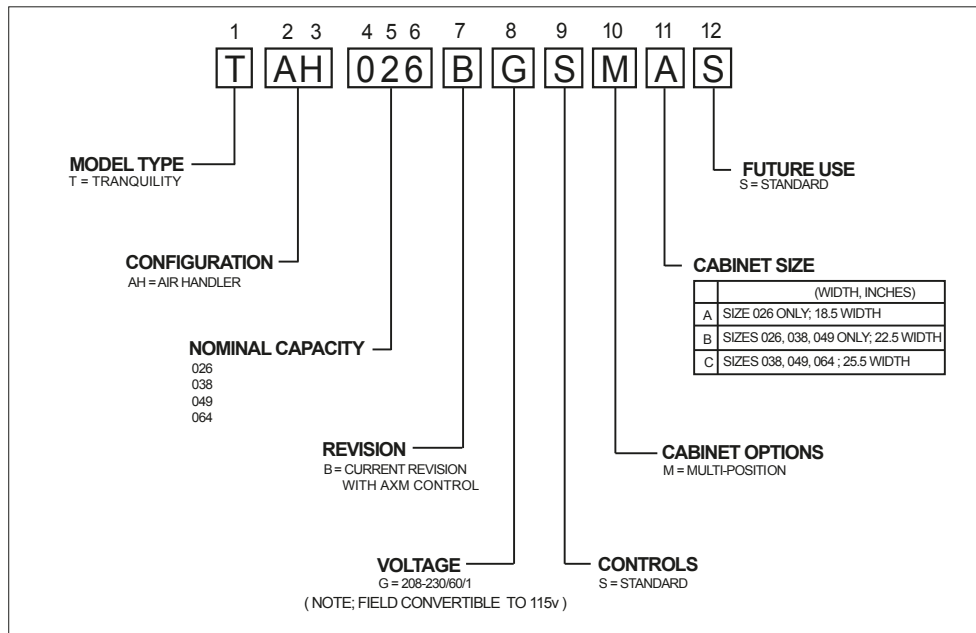 1 2 3 4 5 6 7 8 9 10 11 12
T AH 026 B G S M A S
MODEL TYPE
T = TRANQUILITY
FUTURE USE
S = STANDARD
CONFIGURATION
AH = AIR HANDLER
CABINET SIZE
(WIDTH, INCHES)
A SIZE 026 ONLY; 18.5 WIDTH
B SIZES 026, 038, 049 ONLY; 22.5 WIDTH
C SIZES 038, 049, 064 ; 25.5 WIDTH
NOMINAL CAPACITY
026
038
049
064
REVISION
B = CURRENT REVISION
WITH AXM CONTROL
CABINET OPTIONS
M = MULTI-POSITION
VOLTAGE
G = 208-230/60/1
( NOTE; FIELD CONVERTIBLE TO 115v )
CONTROLS
S = STANDARD